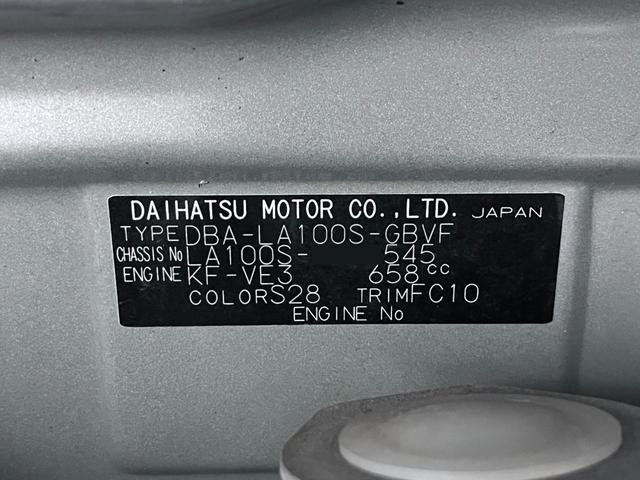 DAIHATSU MOTOR CO.,LTD. JAPAN
TYPE DBA-LA100S-GBVF
CHASSIS No LA100S- 545
ENGINE KF-VE3 658cc
COLOR S28 TRIM FC10
ENGINE No